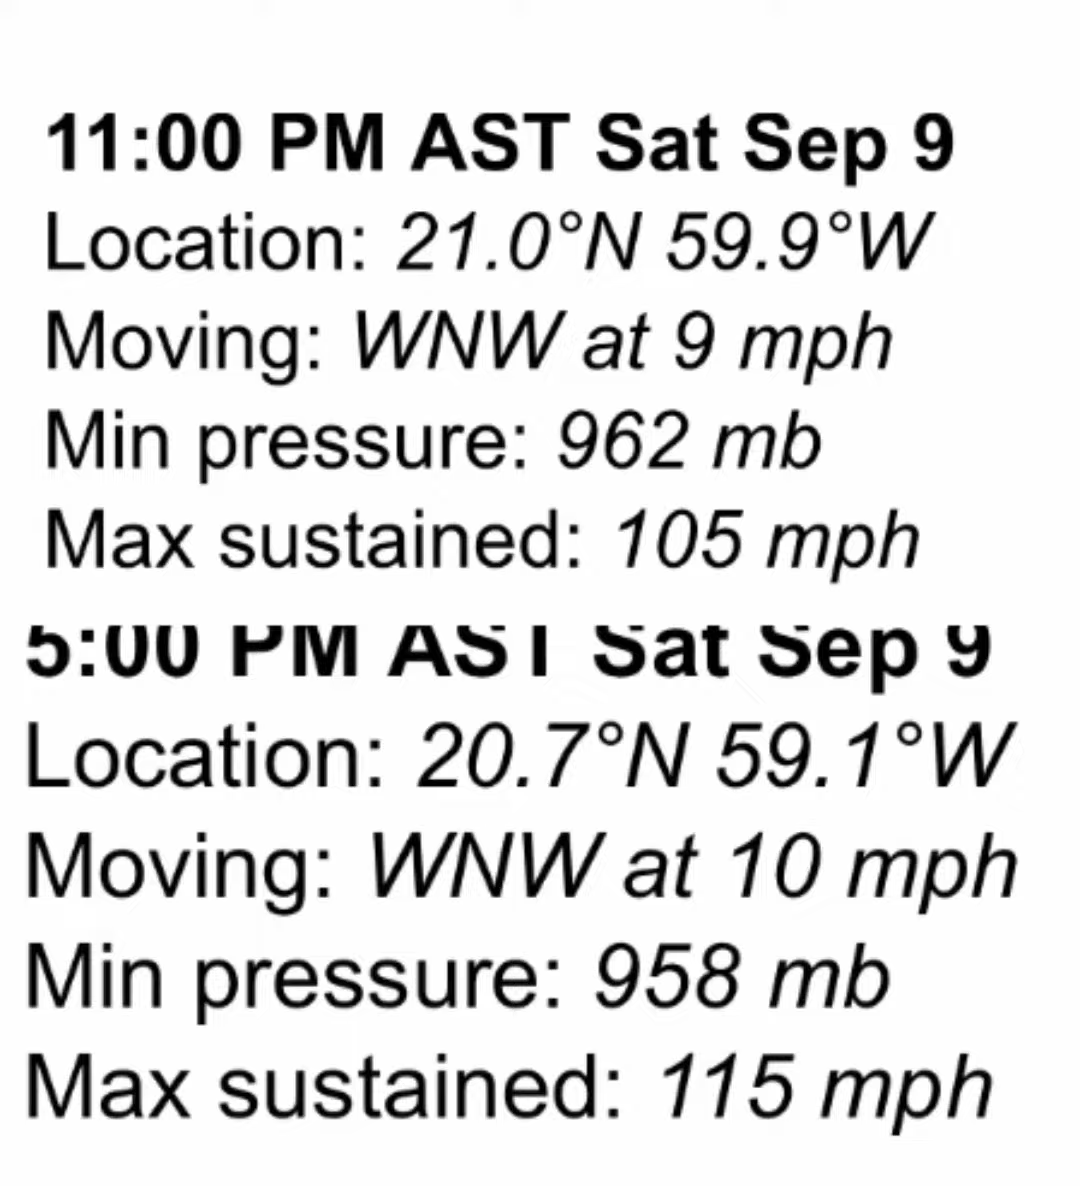 11:00 PM AST Sat Sep 9
Location: 21.0°N 59.9°W
Moving: WNW at 9 mph
Min pressure: 962 mb
Max sustained: 105 mph
5:00 PM AST Sat Sep 9
Location: 20.7°N 59.1°W
Moving: WNW at 10 mph
Min pressure: 958 mb
Max sustained: 115 mph